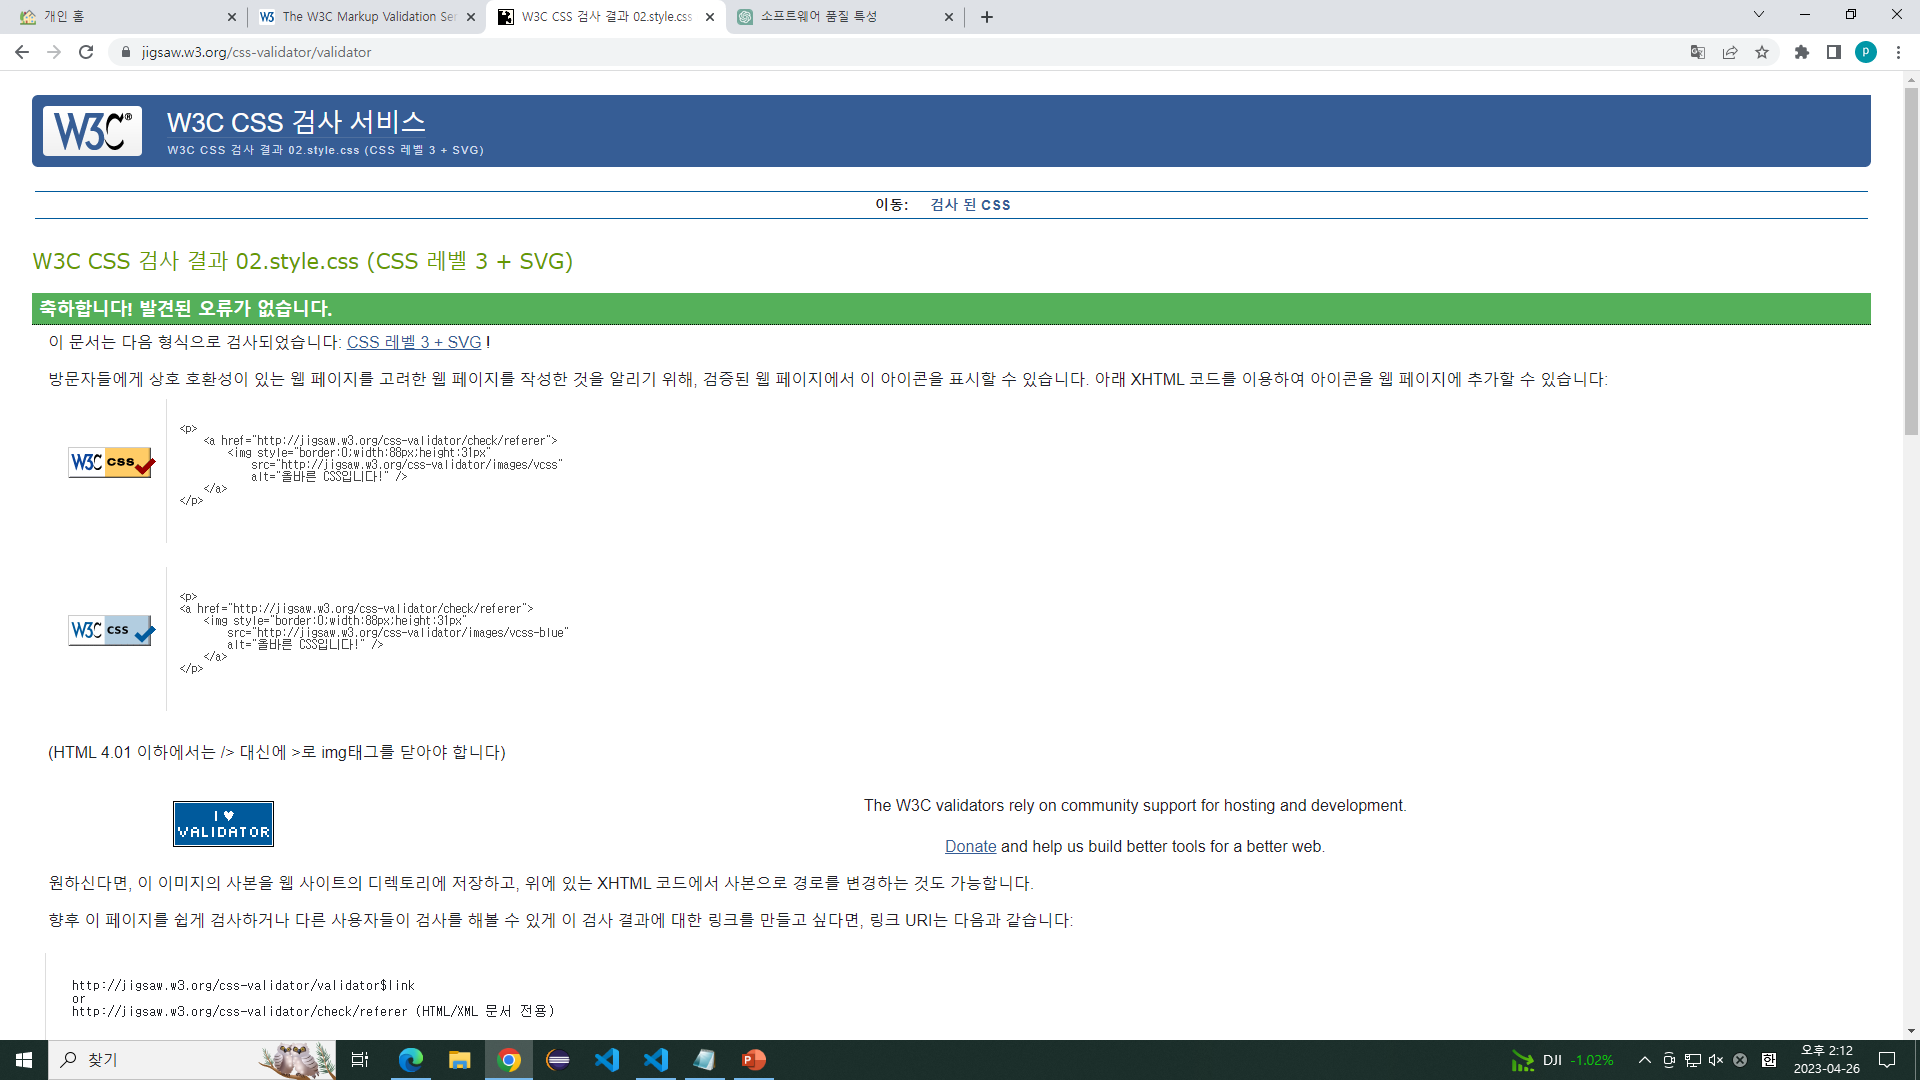 개인 홈
The W3C Markup Validation Ser
W3C CSS 검사 결과 02.style.css
소프트웨어 품질 특성
jigsaw.w3.org/css-validator/validator
P
W3C®
W3C CSS 검사 서비스
W3C CSS 검사 결과 02.style.css (CSS 레벨 3 + SVG)
이동: 검사 된 CSS
W3C CSS 검사 결과 02.style.css (CSS 레벨 3 + SVG)
축하합니다! 발견된 오류가 없습니다.
이 문서는 다음 형식으로 검사되었습니다: CSS 레벨 3 + SVG !
방문자들에게 상호 호환성이 있는 웹 페이지를 고려한 웹 페이지를 작성한 것을 알리기 위해, 검증된 웹 페이지에서 이 아이콘을 표시할 수 있습니다. 아래 XHTML 코드를 이용하여 아이콘을 웹 페이지에 추가할 수 있습니다:
W3C css
<p>
<a href="http://jigsaw.w3.org/css-validator/check/referer">
<img style="border:0;width:88px;height:31px"
src="http://jigsaw.w3.org/css-validator/images/vcss"
alt="올바른 CSS입니다!" />
</a>
</p>
W3C css
<p>
<a href="http://jigsaw.w3.org/css-validator/check/referer">
<img style="border:0;width:88px;height:31px"
src="http://jigsaw.w3.org/css-validator/images/vcss-blue"
alt="올바른 CSS입니다!" />
</a>
</p>
(HTML 4.01 이하에서는 /> 대신에 >로 img태그를 닫아야 합니다)
I ♥
VALIDATOR
The W3C validators rely on community support for hosting and development.
Donate and help us build better tools for a better web.
원하신다면, 이 이미지의 사본을 웹 사이트의 디렉토리에 저장하고, 위에 있는 XHTML 코드에서 사본으로 경로를 변경하는 것도 가능합니다.
향후 이 페이지를 쉽게 검사하거나 다른 사용자들이 검사를 해볼 수 있게 이 검사 결과에 대한 링크를 만들고 싶다면, 링크 URI는 다음과 같습니다:
http://jigsaw.w3.org/css-validator/validator$link
or
http://jigsaw.w3.org/css-validator/check/referer (HTML/XML 문서 전용)
찾기
DJI -1.02%
한
오후 2:12
2023-04-26